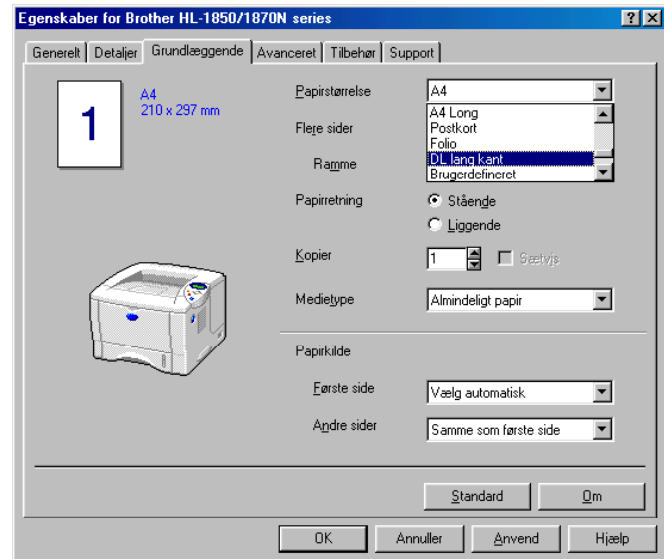 Egenskaber for Brother HL-1850/1870N series
Generelt Detaljer Grundlæggende Avanceret Tilbehør Support
1
A4
210 x 297 mm
Papirstørrelse A4
A4 Long
Postkort
Folio
DL lang kant
Brugerdefineret
Flere sider
Ramme
Papirretning Stående
Liggende
Kopier 1 Sætvis
Medietype Almindeligt papir
Papirkilde
Første side Vælg automatisk
Andre sider Samme som første side
Standard Om
OK Annuller Anvend Hjælp